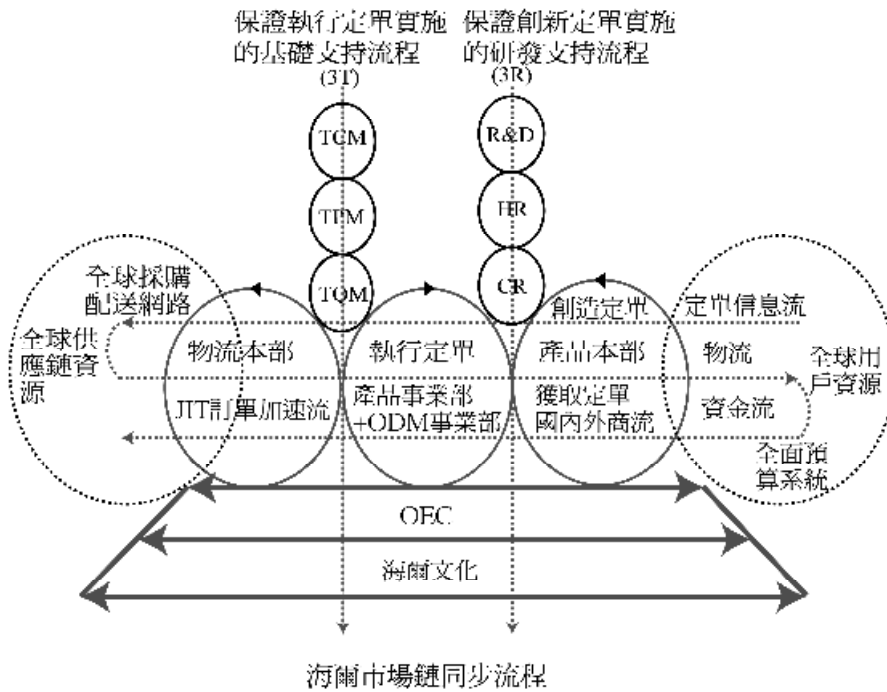 保證執行定單實施
的基礎支持流程
(3T)
保證創新定單實施
的研發支持流程
(3R)
TCM
TPM
TQM
R&D
HR
CR
全球採購
配送網路
全球供
應鏈資
源
物流本部
JIT訂單加速流
執行定單
產品事業部
+ODM事業部
創造定單
產品本部
獲取定單
國內外商流
定單信息流
物流
資金流
全球用
戶資源
全面預
算系統
OEC
海爾文化
海爾市場鏈同步流程